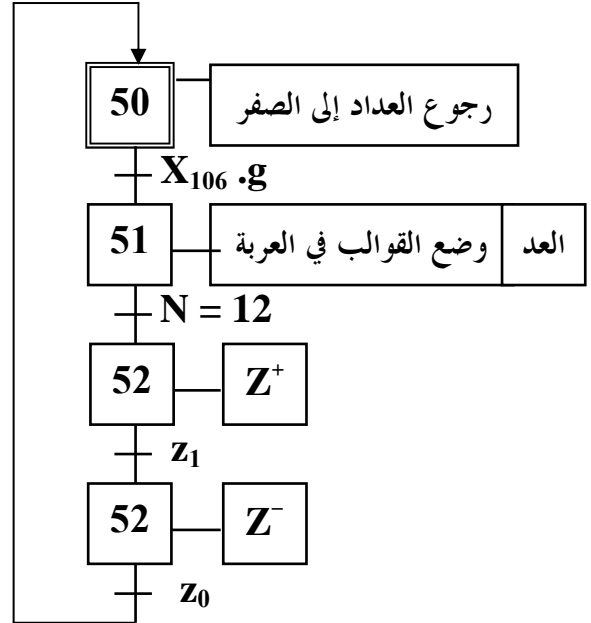 50
رجوع العداد إلى الصفر
X₁₀₆ .g
51
وضع القوالب في العربة
العد
N = 12
52
Z⁺
z₁
52
Z⁻
z₀